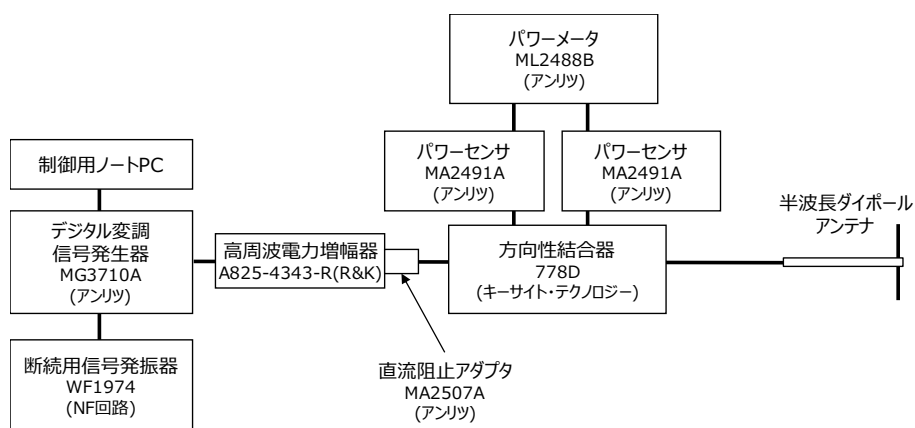 パワーメータ
ML2488B
(アンリツ)
パワーセンサ
MA2491A
(アンリツ)
パワーセンサ
MA2491A
(アンリツ)
制御用ノートPC
デジタル変調
信号発生器
MG3710A
(アンリツ)
高周波電力増幅器
A825-4343-R(R&K)
方向性結合器
778D
(キーサイト・テクノロジー)
半波長ダイポール
アンテナ
断続用信号発振器
WF1974
(NF回路)
直流阻止アダプタ
MA2507A
(アンリツ)